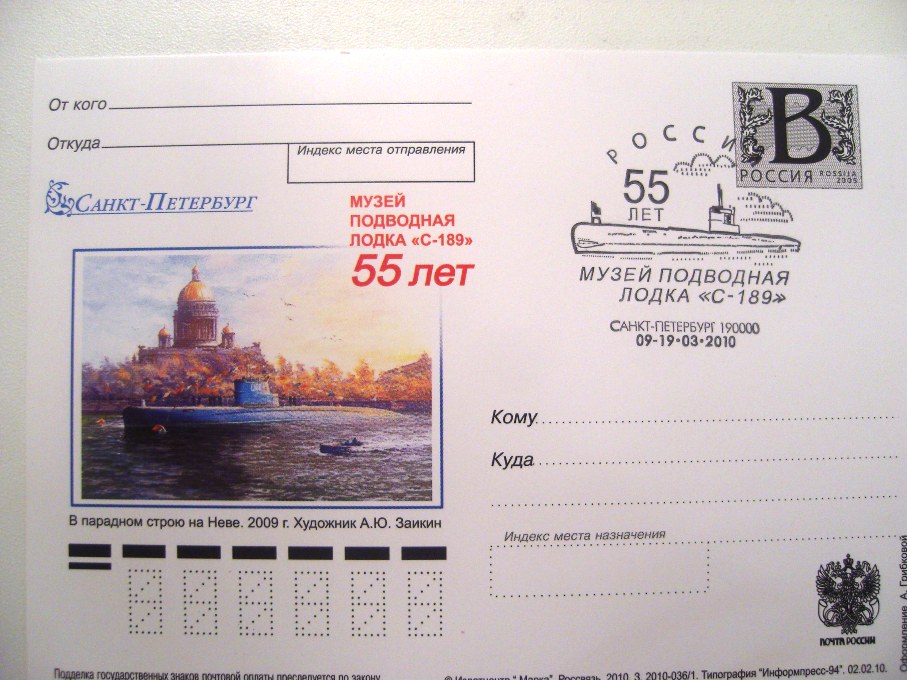 От кого
Откуда
Индекс места отправления
Санкт-Петербург
МУЗЕЙ
ПОДВОДНАЯ
ЛОДКА «С-189»
55 лет
В парадном строю на Неве. 2009 г. Художник А.Ю. Заикин
РОССИ
55
ЛЕТ
МУЗЕЙ ПОДВОДНАЯ
ЛОДКА «С-189»
САНКТ-ПЕТЕРБУРГ 190000
09-19•03•2010
В
РОССИЯ ROSSIJA
2005
Кому
Куда
Индекс места назначения
ПОЧТА РОССИИ
Оформление А. Грибковой
Подделка государственных знаков почтовой оплаты преследуется по закону
© Издатцентр "Марка", Россвязь. 2010. З. 2010-036/1. Типография "Информпресс-94". 02.02.10.